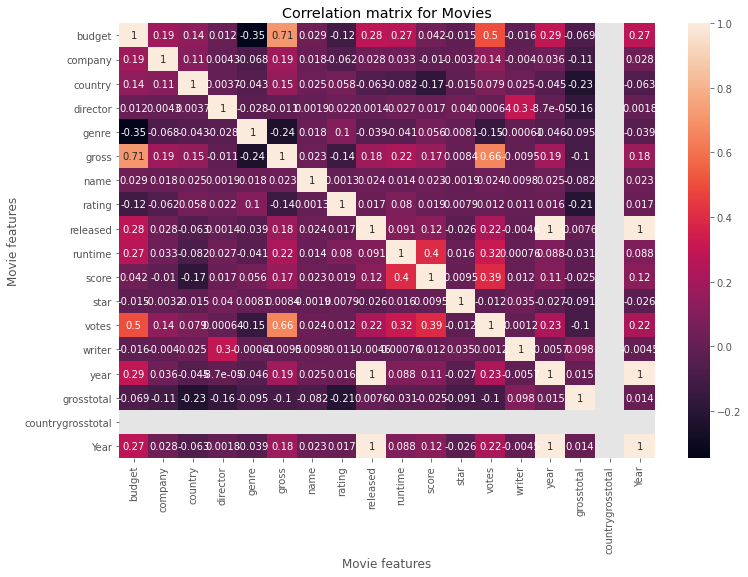 Correlation matrix for Movies
budget 1 0.19 0.14 0.012 -0.35 0.71 0.029 -0.12 0.28 0.27 0.042 -0.015 0.5 -0.016 0.29 -0.069 0.27
company 0.19 1 0.11 0.0043 -0.068 0.19 0.018 -0.062 0.028 0.033 -0.01 -0.0032 0.14 -0.004 0.036 -0.11 0.028
country 0.14 0.11 1 0.0037 -0.043 0.15 0.025 0.058 -0.063 -0.082 -0.17 -0.015 0.079 0.025 -0.045 -0.23 -0.063
director 0.012 0.0043 0.0037 1 -0.028 -0.011 0.0019 0.022 0.0014 0.027 0.017 0.04 0.00064 0.3 -8.7e-05 -0.16 0.0018
genre -0.35 -0.068 -0.043 -0.028 1 -0.24 0.018 0.1 -0.039 -0.041 0.056 0.0081 -0.15 -0.046 -0.095 -0.039
gross 0.71 0.19 0.15 -0.011 -0.24 1 0.023 -0.14 0.18 0.22 0.17 0.0084 0.66 -0.0095 0.19 -0.1 0.18
name 0.029 0.018 0.025 0.0019 0.018 0.023 1 0.0013 0.024 0.014 0.023 -0.0019 0.024 0.0098 0.025 -0.082 0.023
rating -0.12 -0.062 0.058 0.022 0.1 -0.14 0.0013 1 0.017 0.08 0.019 0.0079 0.012 0.011 0.016 -0.21 0.017
released 0.28 0.028 -0.063 0.0014 -0.039 0.18 0.024 0.017 1 0.091 0.12 -0.026 0.22 -0.0046 1 0.0076 1
runtime 0.27 0.033 -0.082 0.027 -0.041 0.22 0.014 0.08 0.091 1 0.4 0.016 0.32 0.00076 0.088 -0.031 0.088
score 0.042 -0.01 -0.17 0.017 0.056 0.17 0.023 0.019 0.12 0.4 1 0.0095 0.39 0.012 0.11 -0.025 0.12
star -0.015 -0.0032 -0.015 0.04 0.0081 0.0084 -0.0019 0.0079 -0.026 0.016 0.0095 1 -0.012 0.035 -0.027 -0.091 -0.026
votes 0.5 0.14 0.079 0.00064 -0.15 0.66 0.024 0.012 0.22 0.32 0.39 -0.012 1 0.0012 0.23 -0.1 0.22
writer -0.016 -0.004 0.025 0.3 -0.0095 0.0098 0.011 -0.0046 0.00076 0.012 0.035 0.0012 1 -0.0057 0.098 -0.0045
year 0.29 0.036 -0.045 -8.7e-05 -0.046 0.19 0.025 0.016 1 0.088 0.11 -0.027 0.23 -0.0057 1 0.015 1
grosstotal -0.069 -0.11 -0.23 -0.16 -0.095 -0.1 -0.082 -0.21 0.0076 -0.031 -0.025 -0.091 -0.1 0.098 0.015 1 0.014
countrygrosstotal
Year 0.27 0.028 -0.063 0.0018 -0.039 0.18 0.023 0.017 1 0.088 0.12 -0.026 0.22 -0.0045 1 0.014 1
budget company country director genre gross name rating released runtime score star votes writer year grosstotal countrygrosstotal Year
Movie features
Movie features
1.0
0.8
0.6
0.4
0.2
0.0
−0.2